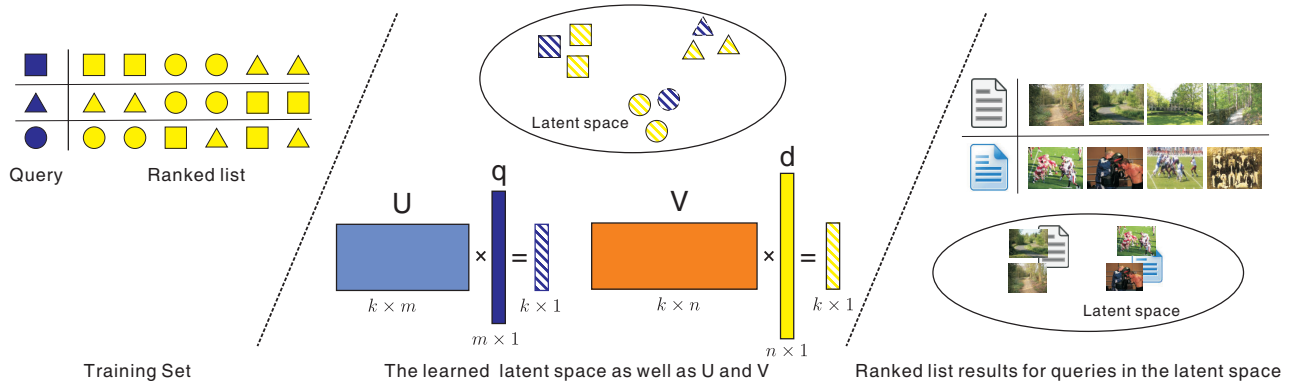 Query
Ranked list
Training Set
Latent space
U
q
V
d
×
=
×
=
k × m
k × 1
k × n
k × 1
m × 1
n × 1
The learned latent space as well as U and V
Latent space
Ranked list results for queries in the latent space